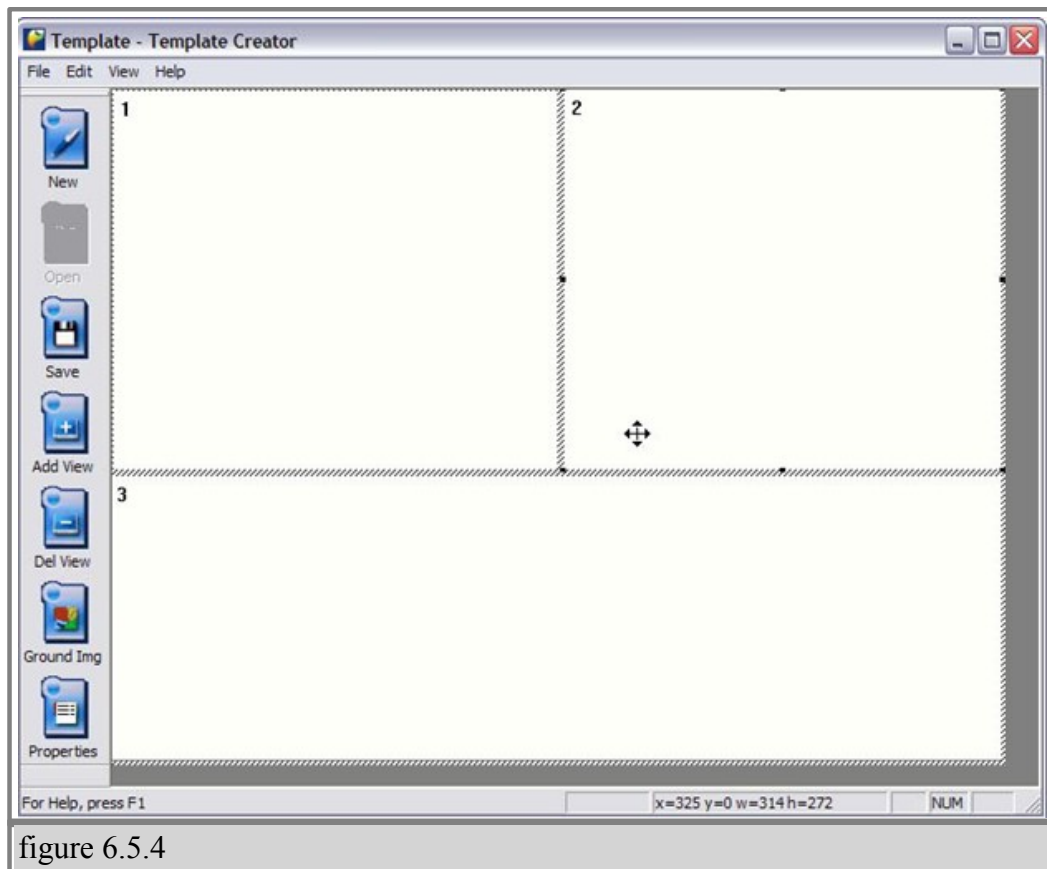 Template - Template Creator
File Edit View Help
1
2
New
Open
Save
Add View
3
Del View
Ground Img
Properties
For Help, press F1
x=325 y=0 w=314 h=272
NUM
figure 6.5.4